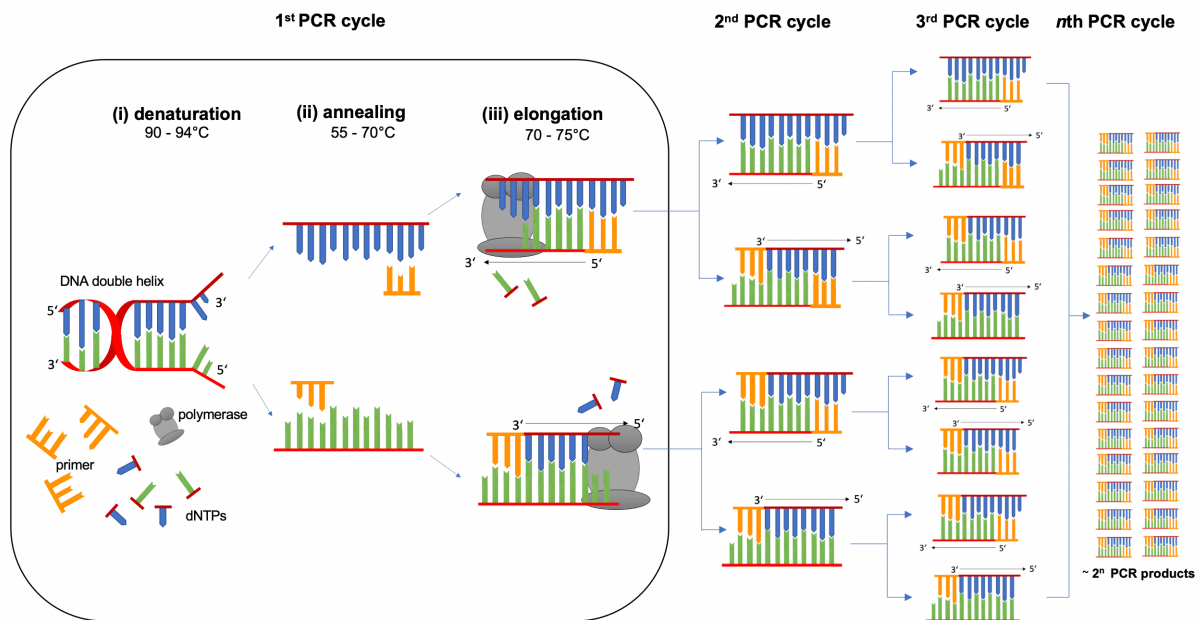 1st PCR cycle
2nd PCR cycle
3rd PCR cycle
nth PCR cycle
(i) denaturation
90 - 94°C
(ii) annealing
55 - 70°C
(iii) elongation
70 - 75°C
DNA double helix
5‘
3‘
3‘
5‘
polymerase
primer
dNTPs
3‘
5‘
3‘
5‘
3‘
5‘
3‘
5‘
3‘
5‘
3‘
5‘
3‘
5‘
3‘
5‘
3‘
5‘
3‘
5‘
3‘
5‘
3‘
5‘
3‘
5‘
3‘
5‘
~ 2n PCR products